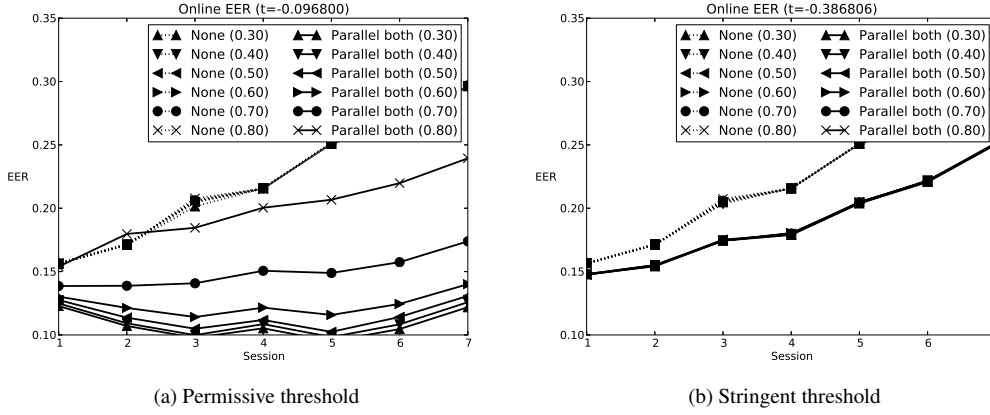 Online EER (t=-0.096800)
0.35
0.30
0.25
0.20
0.15
0.10
EER
None (0.30)
None (0.40)
None (0.50)
None (0.60)
None (0.70)
None (0.80)
Parallel both (0.30)
Parallel both (0.40)
Parallel both (0.50)
Parallel both (0.60)
Parallel both (0.70)
Parallel both (0.80)
1 2 3 4 5 6 7
Session
(a) Permissive threshold
Online EER (t=-0.386806)
0.35
0.30
0.25
0.20
0.15
0.10
EER
None (0.30)
None (0.40)
None (0.50)
None (0.60)
None (0.70)
None (0.80)
Parallel both (0.30)
Parallel both (0.40)
Parallel both (0.50)
Parallel both (0.60)
Parallel both (0.70)
Parallel both (0.80)
1 2 3 4 5 6
Session
(b) Stringent threshold